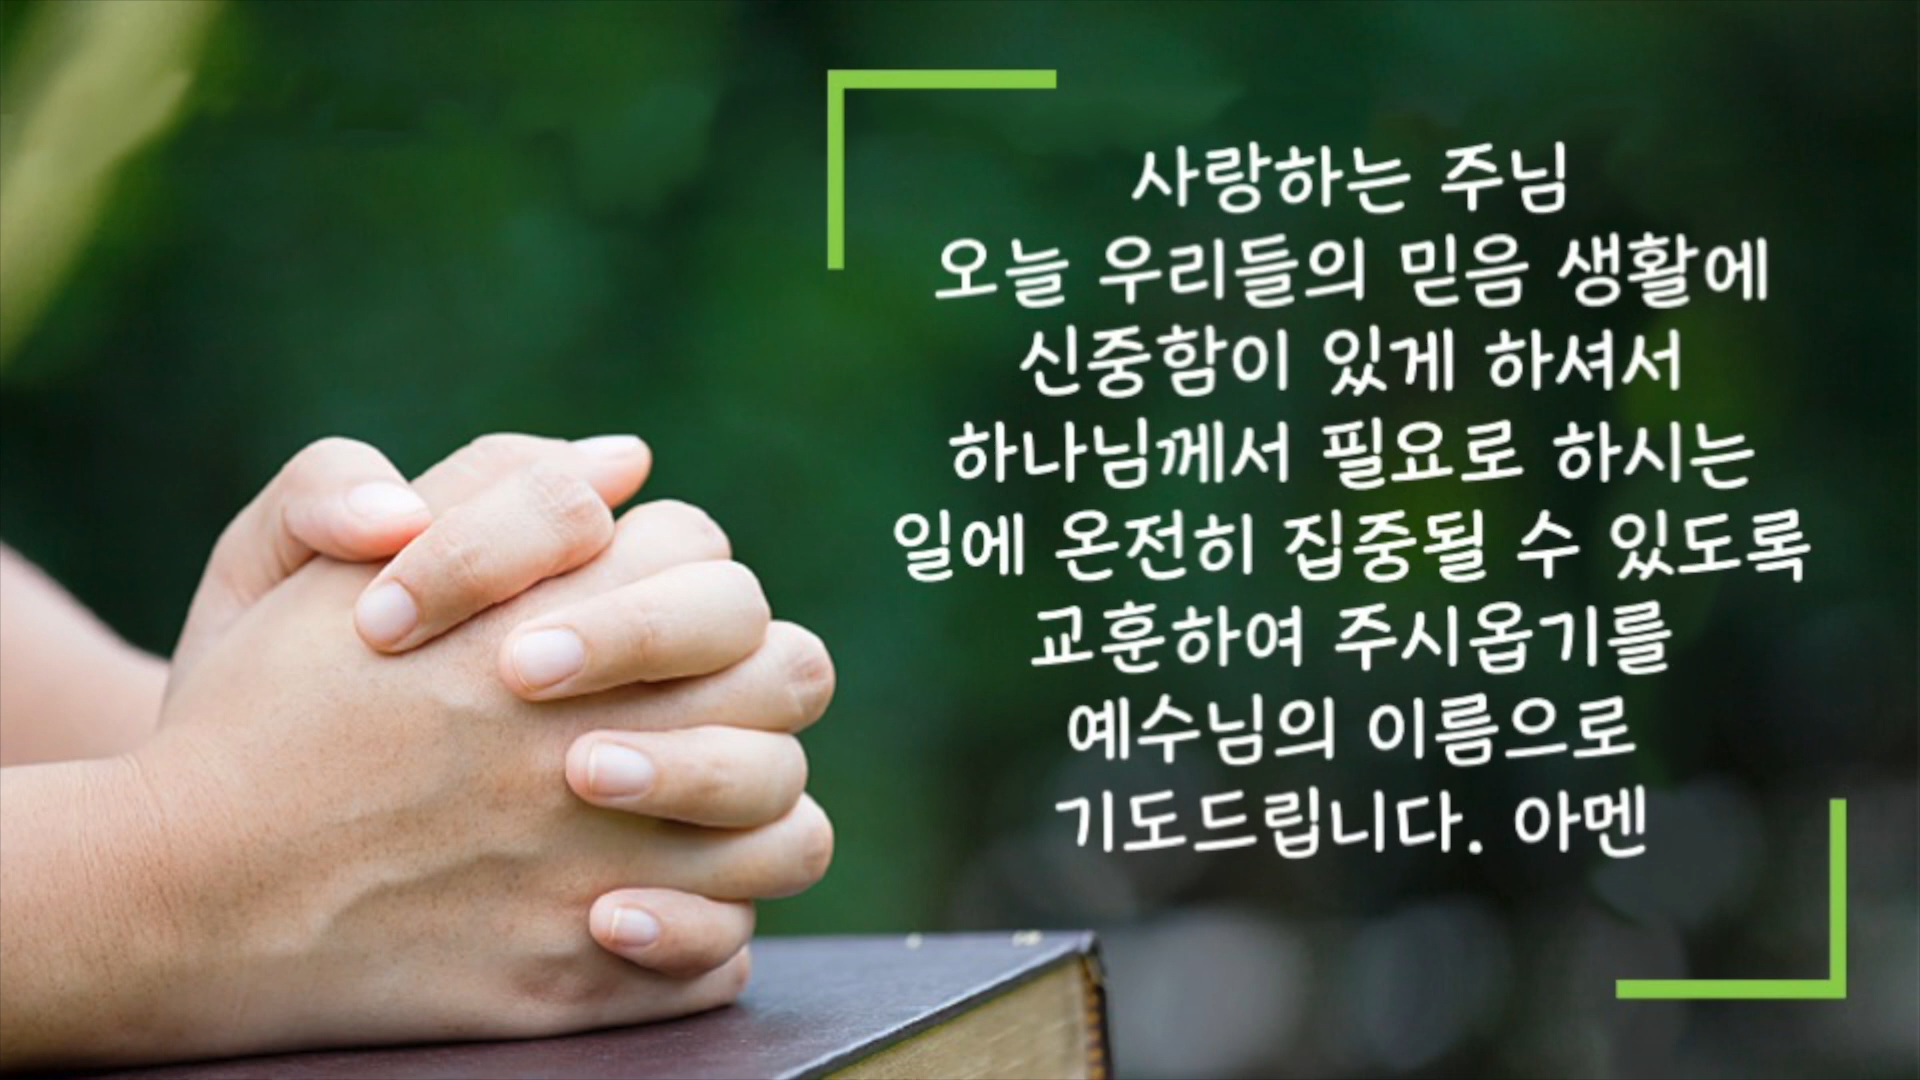 사랑하는 주님
오늘 우리들의 믿음 생활에
신중함이 있게 하셔서
하나님께서 필요로 하시는
일에 온전히 집중될 수 있도록
교훈하여 주시옵기를
예수님의 이름으로
기도드립니다. 아멘